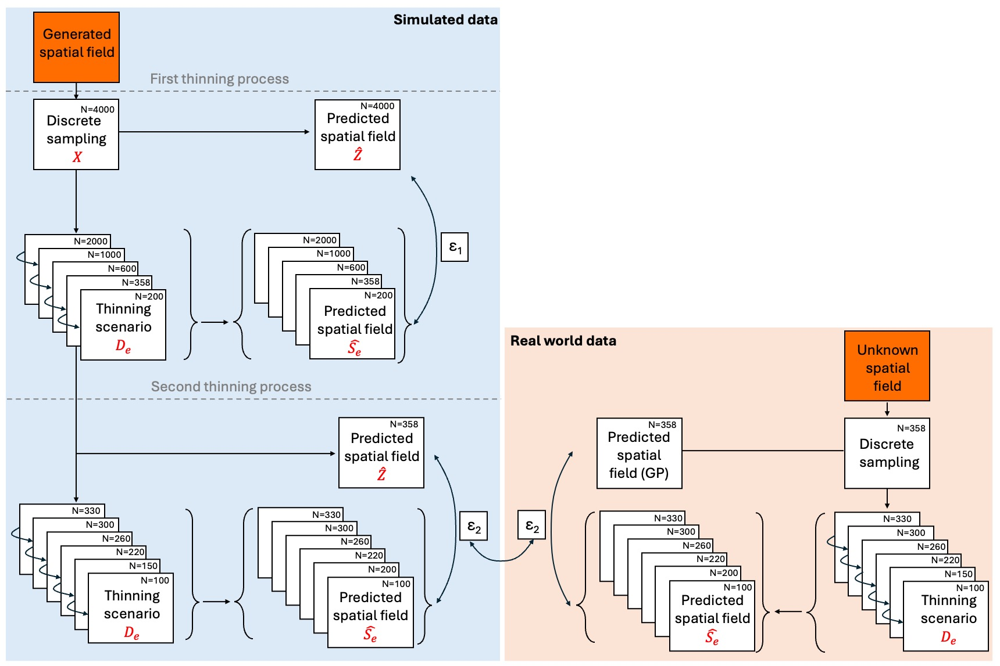 Simulated data
Generated
spatial field
First thinning process
N=4000
Discrete
sampling
X
N=4000
Predicted
spatial field
Ẑ
N=2000
N=1000
N=600
N=358
N=200
Thinning
scenario
Dₑ
N=2000
N=1000
N=600
N=358
N=200
Predicted
spatial field
Ŝₑ
ε₁
Second thinning process
N=358
Predicted
spatial field
Ẑ
N=330
N=300
N=260
N=220
N=150
N=100
Thinning
scenario
Dₑ
N=330
N=300
N=260
N=220
N=200
N=100
Predicted
spatial field
Ŝₑ
ε₂
ε₂
Real world data
Unknown
spatial
field
N=358
Discrete
sampling
N=358
Predicted
spatial
field (GP)
N=330
N=300
N=260
N=220
N=200
N=100
Predicted
spatial field
Ŝₑ
N=330
N=300
N=260
N=220
N=150
N=100
Thinning
scenario
Dₑ